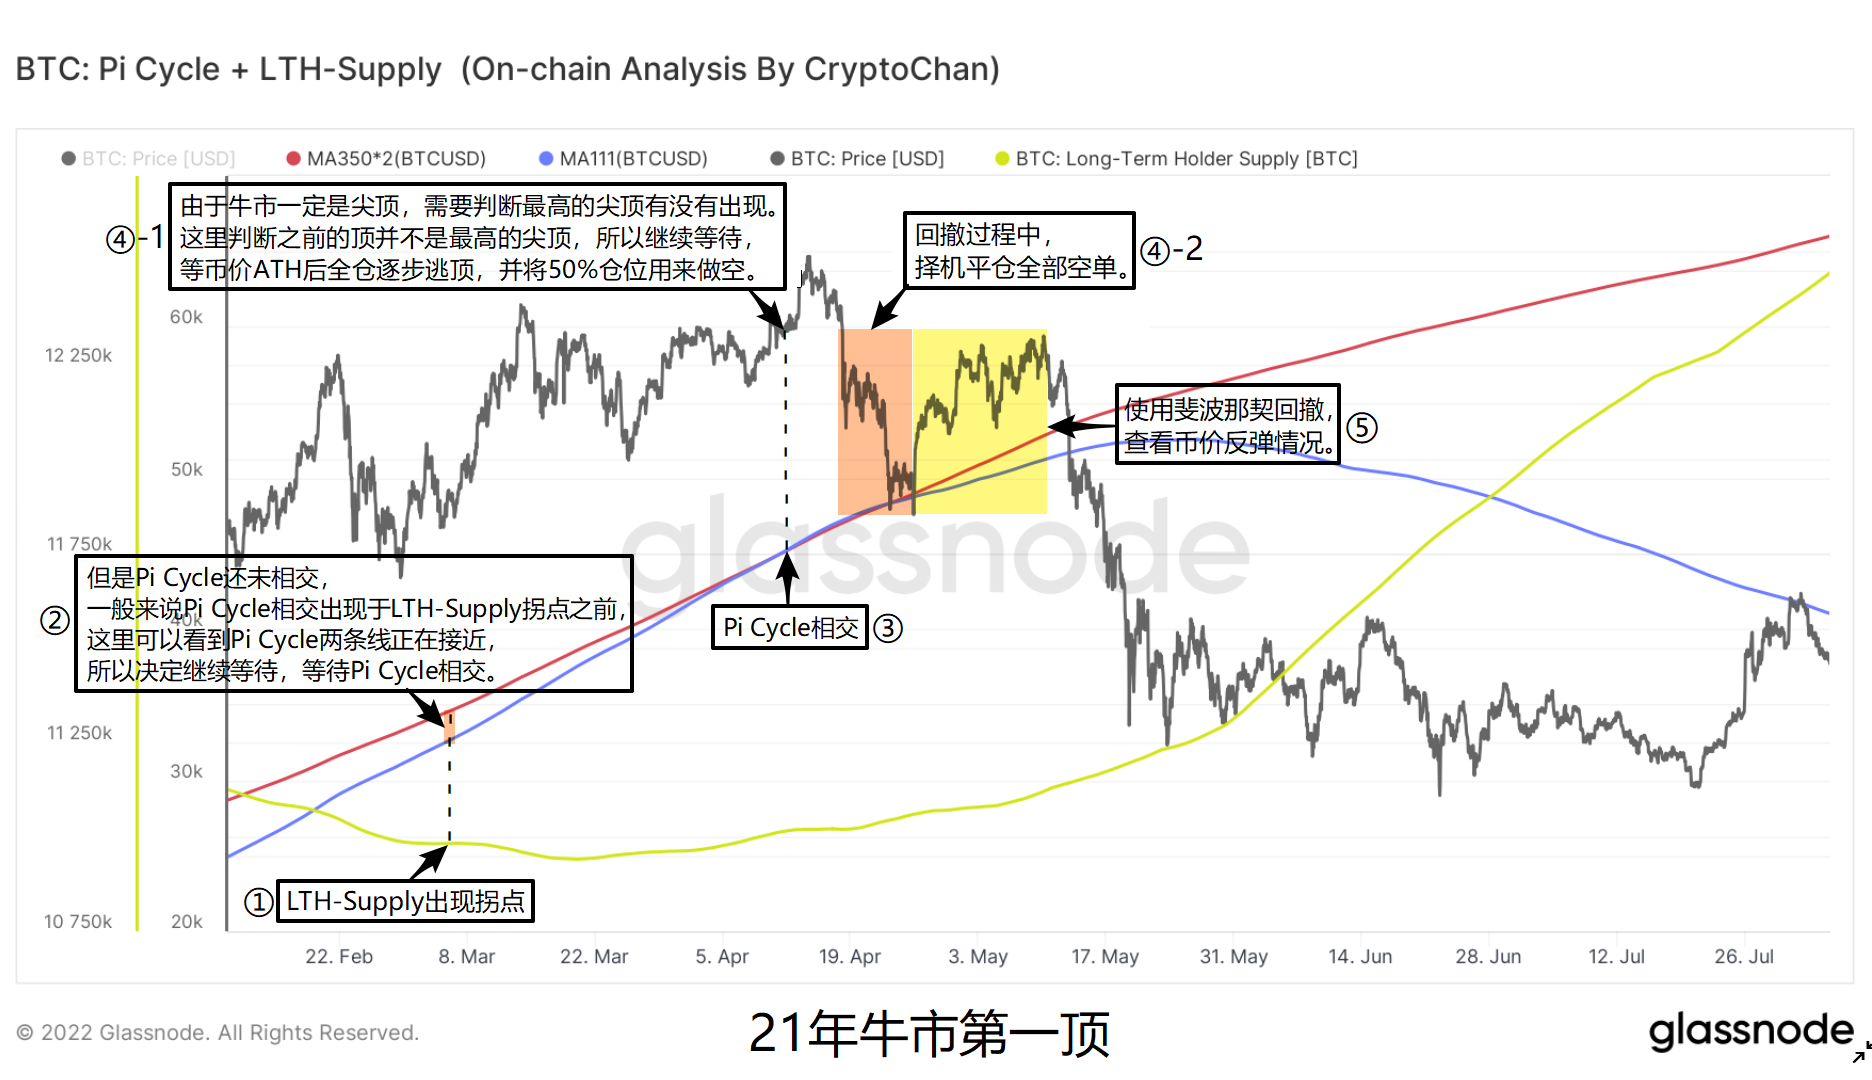 BTC: Pi Cycle + LTH-Supply (On-chain Analysis By CryptoChan)
BTC: Price [USD]
MA350*2(BTCUSD)
MA111(BTCUSD)
BTC: Price [USD]
BTC: Long-Term Holder Supply [BTC]
④-1
由于牛市一定是尖顶，需要判断最高的尖顶有没有出现。
这里判断之前的顶并不是最高的尖顶，所以继续等待，
等币价ATH后全仓逐步逃顶，并将50%仓位用来做空。
回撤过程中，
择机平仓全部空单。
④-2
60k
12 250k
使用斐波那契回撤，
查看币价反弹情况。
⑤
50k
glassnode
11 750k
②
但是Pi Cycle还未相交，
一般来说Pi Cycle相交出现于LTH-Supply拐点之前，
这里可以看到Pi Cycle两条线正在接近，
所以决定继续等待，等待Pi Cycle相交。
40k
Pi Cycle相交
③
11 250k
30k
①
LTH-Supply出现拐点
10 750k
20k
22. Feb
8. Mar
22. Mar
5. Apr
19. Apr
3. May
17. May
31. May
14. Jun
28. Jun
12. Jul
26. Jul
© 2022 Glassnode. All Rights Reserved.
21年牛市第一顶
glassnode